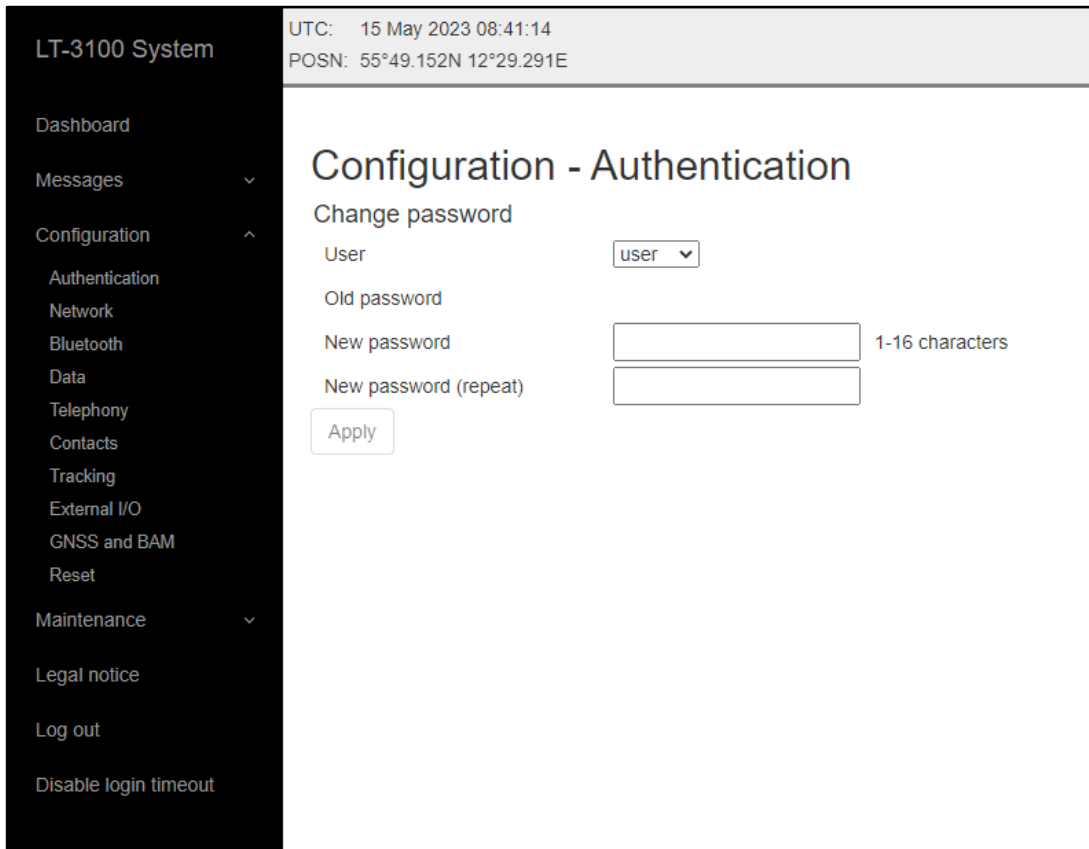 LT-3100 System
Dashboard
Messages
Configuration
Authentication
Network
Bluetooth
Data
Telephony
Contacts
Tracking
External I/O
GNSS and BAM
Reset
Maintenance
Legal notice
Log out
Disable login timeout
UTC: 15 May 2023 08:41:14
POSN: 55°49.152N 12°29.291E
Configuration - Authentication
Change password
User user
Old password
New password 1-16 characters
New password (repeat)
Apply